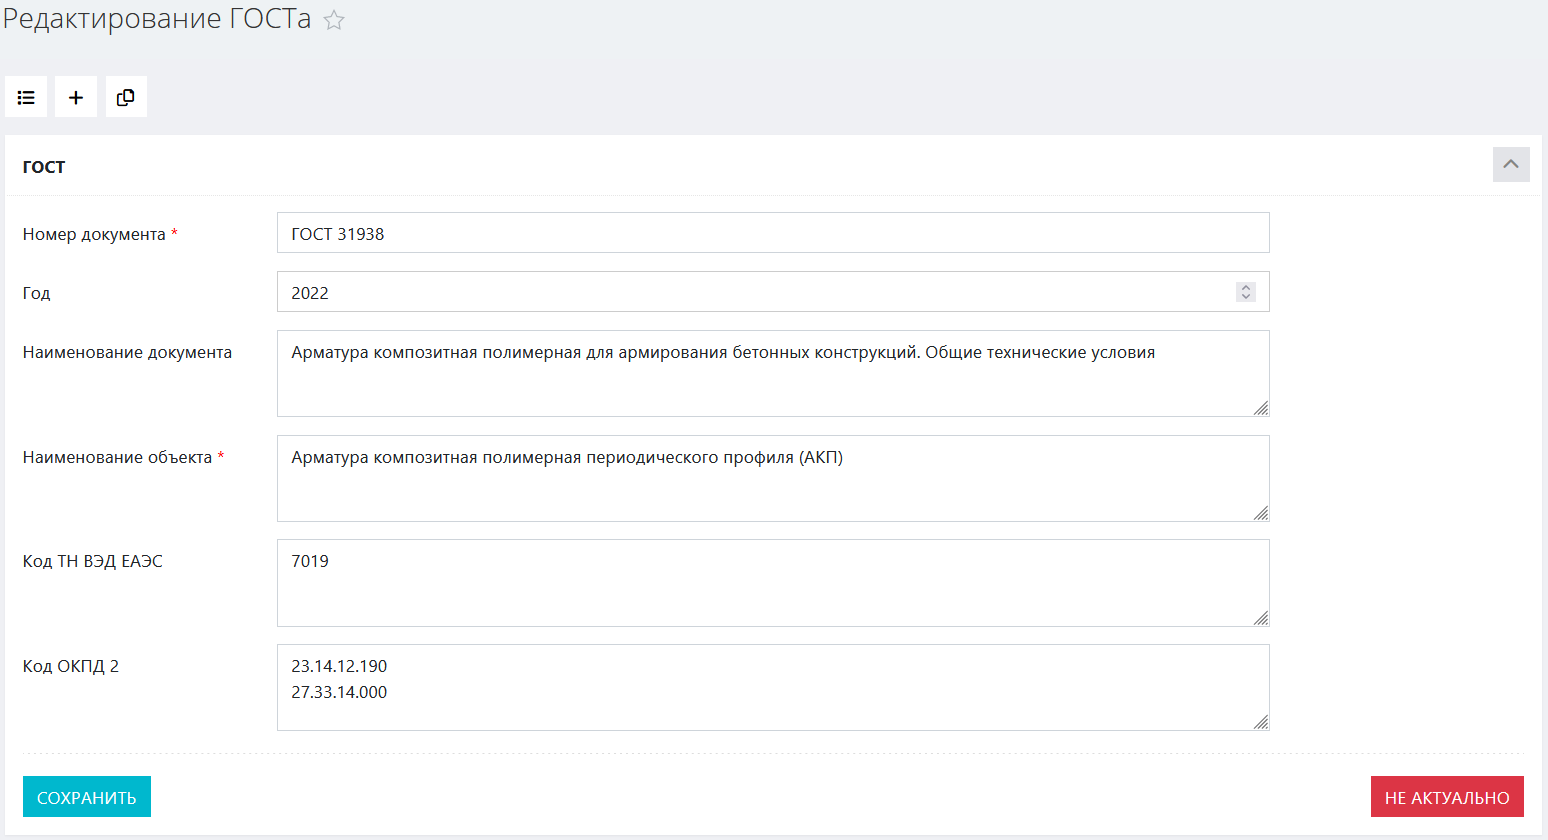 Редактирование ГОСТа
ГОСТ
Номер документа *
ГОСТ 31938
Год
2022
Наименование документа
Арматура композитная полимерная для армирования бетонных конструкций. Общие технические условия
Наименование объекта *
Арматура композитная полимерная периодического профиля (АКП)
Код ТН ВЭД ЕАЭС
7019
Код ОКПД 2
23.14.12.190
27.33.14.000
СОХРАНИТЬ
НЕ АКТУАЛЬНО